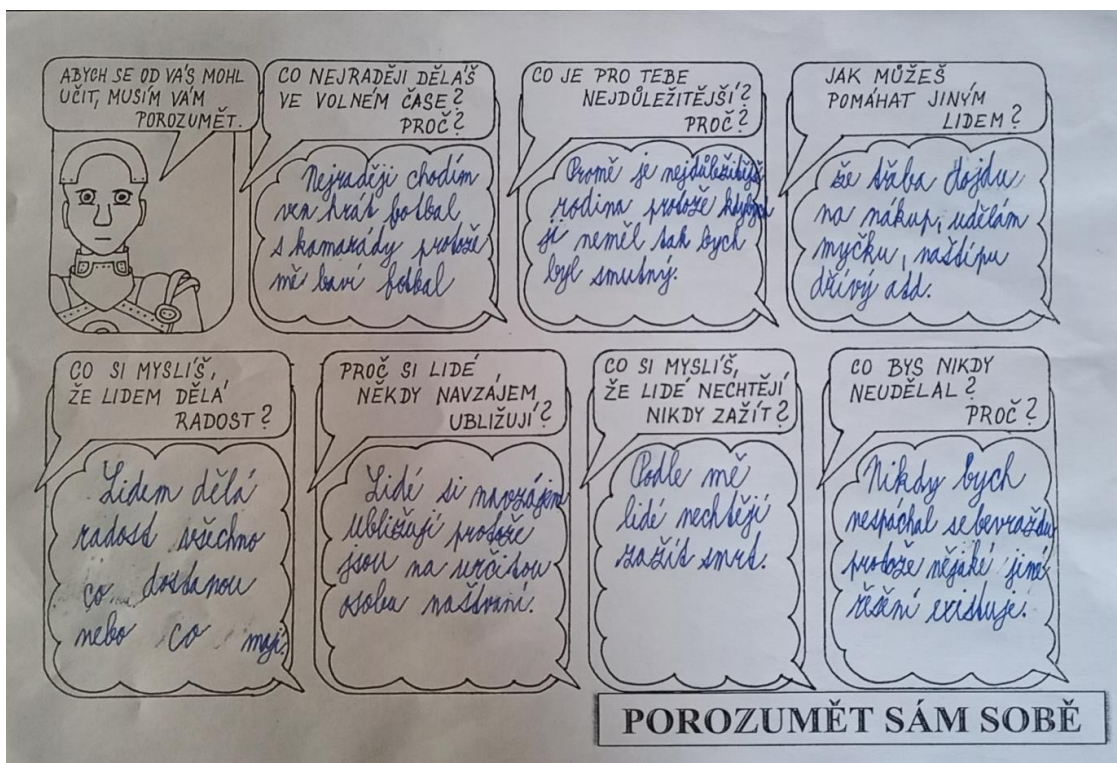 ABYCH SE OD VÁS MOHL
UČIT, MUSÍM VÁM
POROZUMĚT.
CO NEJRADĚJI DĚLÁŠ
VE VOLNÉM ČASE?
PROČ?
Nejraději chodím
ven hrát fotbal
s kamarády protože
mě baví fotbal
CO JE PRO TEBE
NEJDŮLEŽITĚJŠÍ?
PROČ?
Promě je nejdůležitější
rodina protože kdybych
jí neměl tak bych
byl smutný.
JAK MŮŽEŠ
POMÁHAT JINÝM
LIDEM?
že třaba dojdu
na nákup, udělám
myčku, naštípu
dřívý atd.
CO SI MYSLÍŠ,
ŽE LIDEM DĚLÁ
RADOST?
Lidem dělá
radost všechno
co dostanou
nebo co mají.
PROČ SI LIDÉ
NĚKDY NAVZÁJEM
UBLIŽUJÍ?
Lidé si navzájem
ubližují protože
jsou na určitou
osobu naštvaní.
CO SI MYSLÍŠ,
ŽE LIDÉ NECHTĚJÍ
NIKDY ZAŽÍT?
Podle mě
lidé nechtějí
zažít smrt.
CO BYS NIKDY
NEUDĚLAL?
PROČ?
Nikdy bych
nespachal sebevraždu
protože nějaké jiné
řešení existuje.
POROZUMĚT SÁM SOBĚ